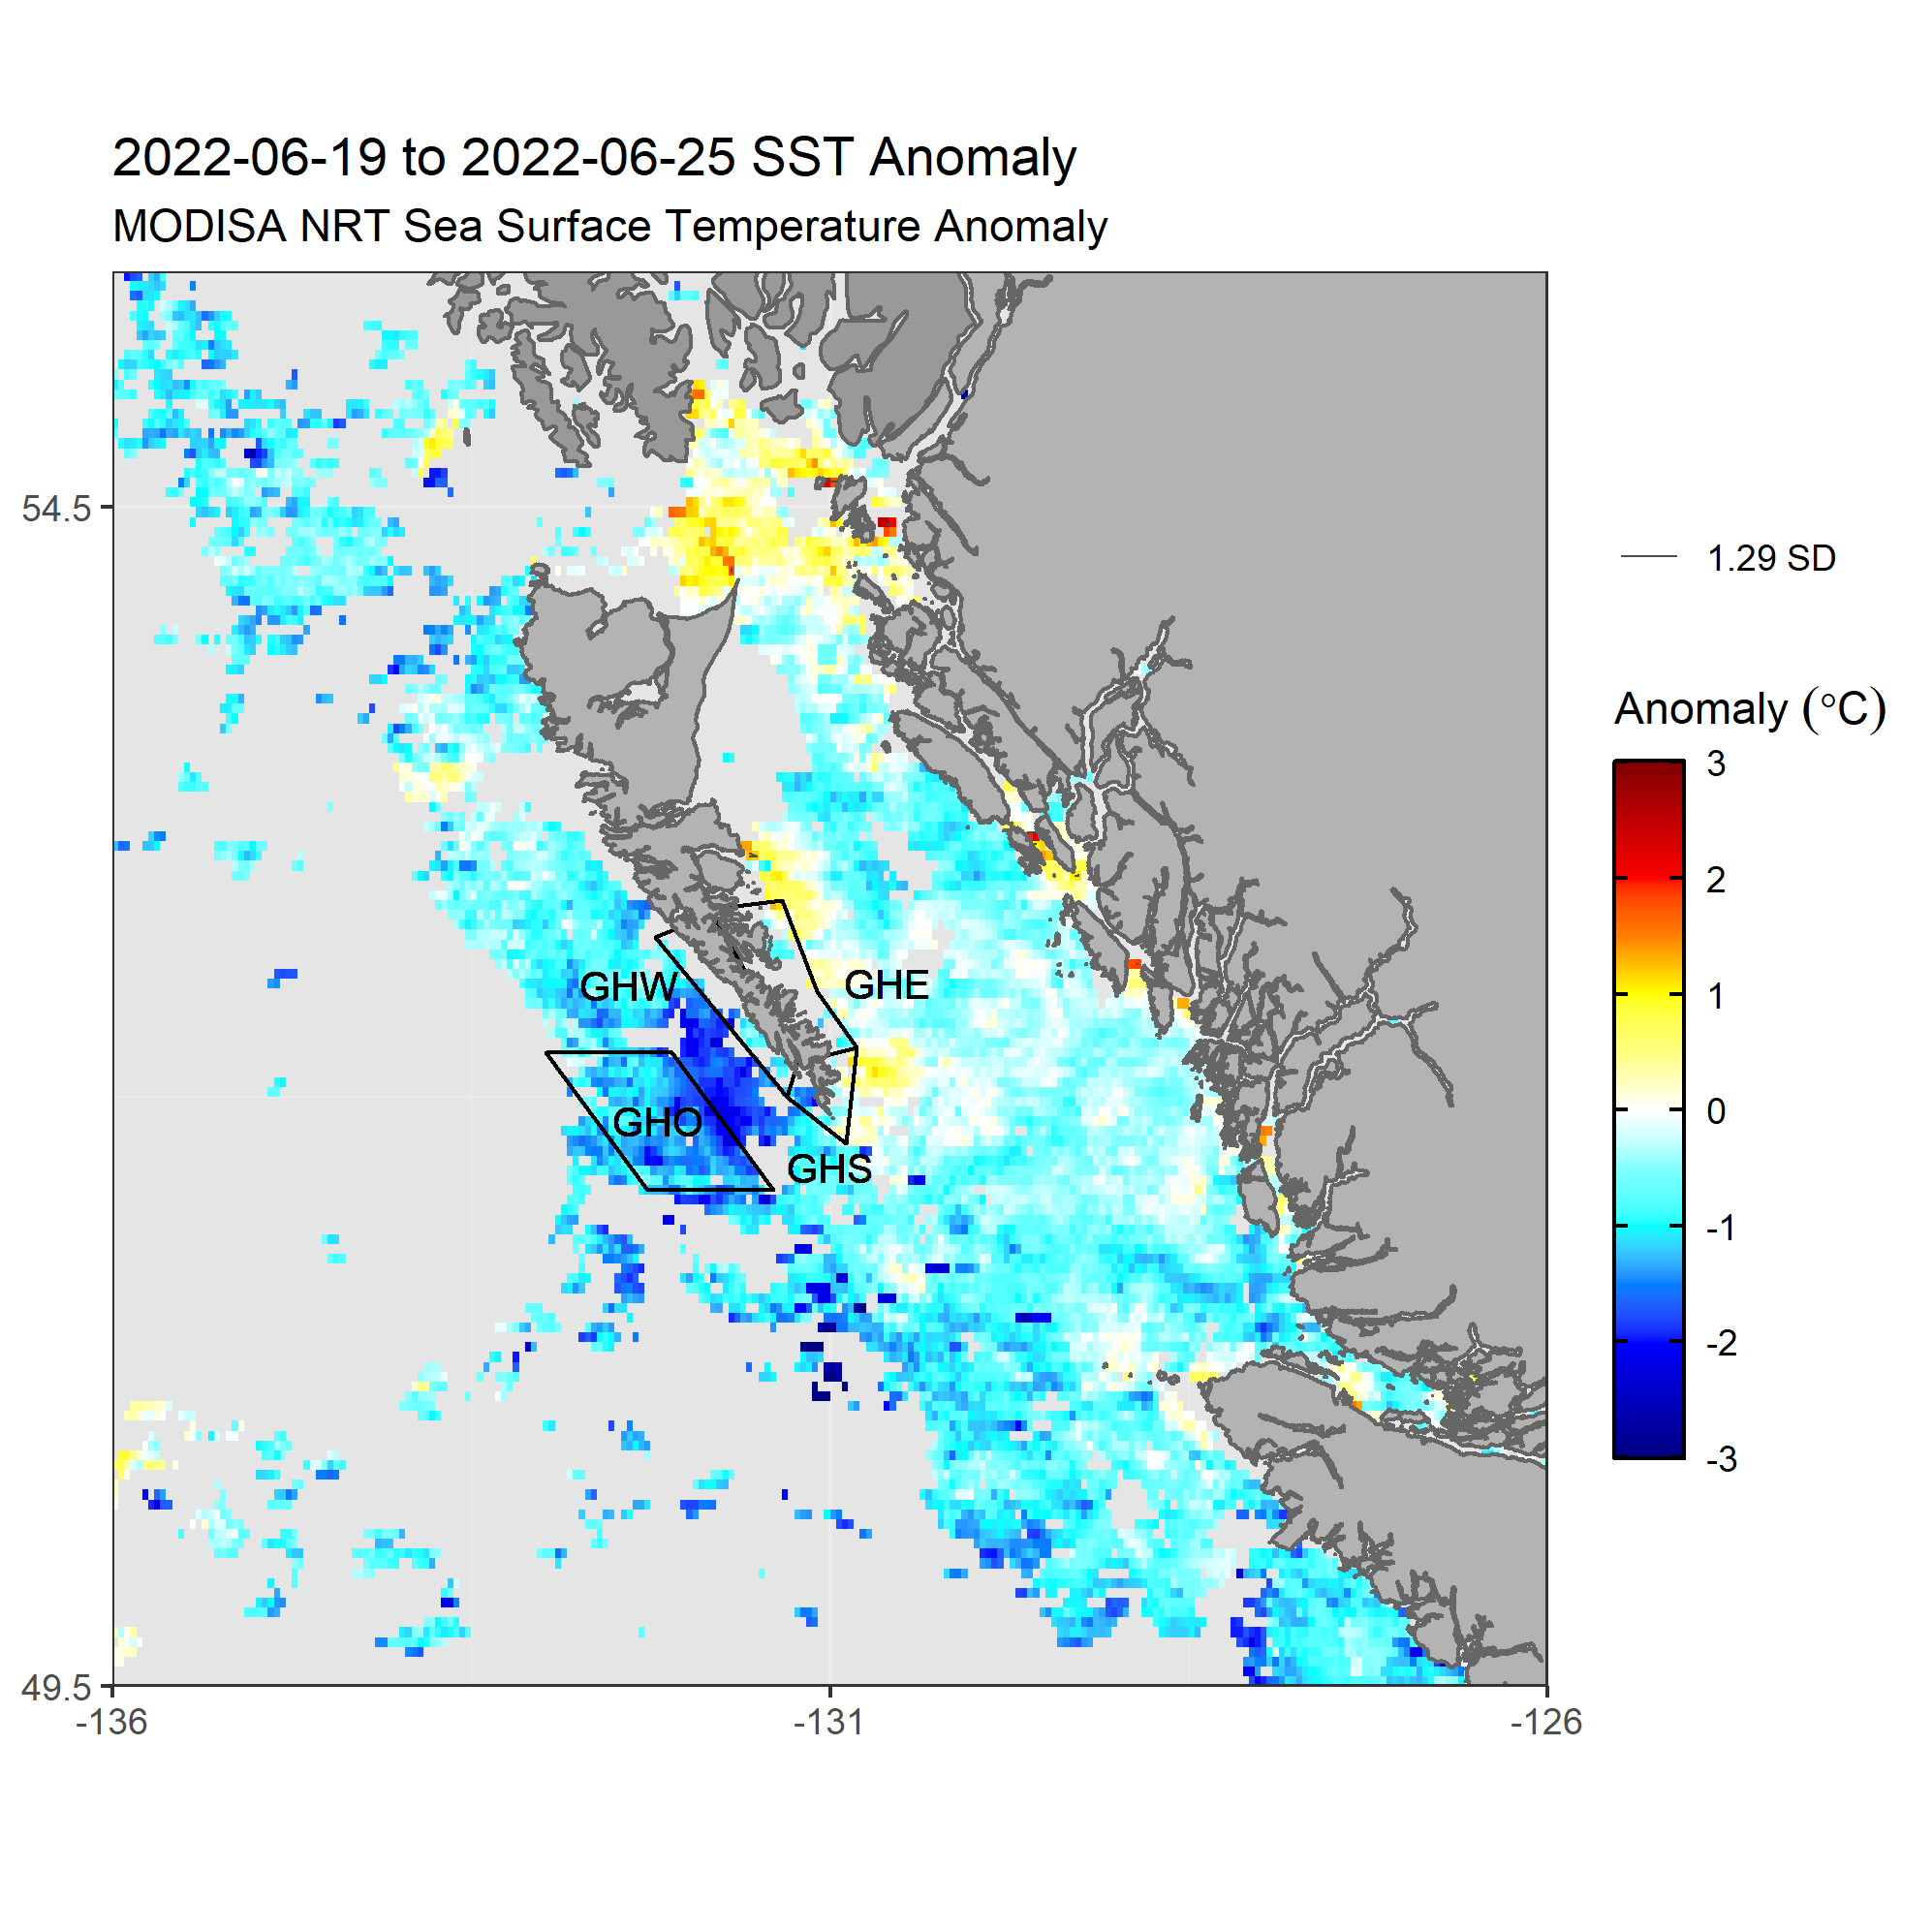 2022-06-19 to 2022-06-25 SST Anomaly
MODISA NRT Sea Surface Temperature Anomaly
54.5
49.5
-136
-131
-126
GHW
GHE
GHO
GHS
1.29 SD
Anomaly (°C)
3
2
1
0
-1
-2
-3